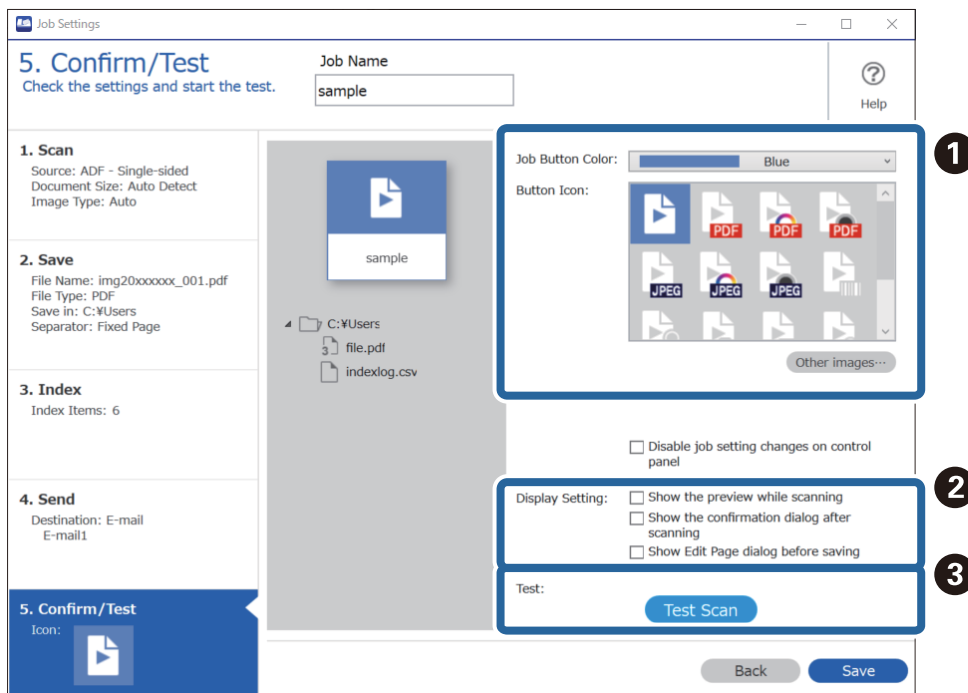 Job Settings
5. Confirm/Test
Check the settings and start the test.
Job Name
sample
Help
1. Scan
Source: ADF - Single-sided
Document Size: Auto Detect
Image Type: Auto
2. Save
File Name: img20xxxxxx_001.pdf
File Type: PDF
Save in: C:¥Users
Separator: Fixed Page
3. Index
Index Items: 6
4. Send
Destination: E-mail
E-mail1
5. Confirm/Test
Icon:
sample
C:¥Users
3 file.pdf
indexlog.csv
1
Job Button Color:
Blue
Button Icon:
PDF PDF PDF
JPEG JPEG JPEG
Other images···
Disable job setting changes on control
panel
2
Display Setting:
Show the preview while scanning
Show the confirmation dialog after
scanning
Show Edit Page dialog before saving
3
Test:
Test Scan
Back
Save